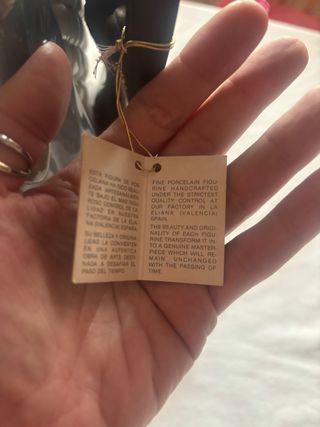 ESTA FIGURA DE POR-
CELANA HA SIDO REALI-
ZADA ARTESANALMEN-
TE BAJO EL MAS RIGU-
ROSO CONTROL DE CA-
LIDAD EN NUESTRA
FACTORIA DE LA ELIA-
NA (VALENCIA) ESPAÑA.
SU BELLEZA Y ORIGINA-
LIDAD LA CONVIERTEN
EN UNA AUTENTICA
OBRA DE ARTE DESTI-
NADA A DESAFIAR EL
PASO DEL TIEMPO.
FINE PORCELAIN FIGU-
RINE HANDCRAFTED
UNDER THE STRICTEST
QUALITY CONTROL AT
OUR FACTORY IN LA
ELIANA (VALENCIA)
SPAIN.
THE BEAUTY AND ORIGI-
NALITY OF EACH FIGU-
RINE TRANSFORM IT IN-
TO A GENUINE MASTER-
PIECE WHICH WILL RE-
MAIN UNCHANGED
WITH THE PASSING OF
TIME.